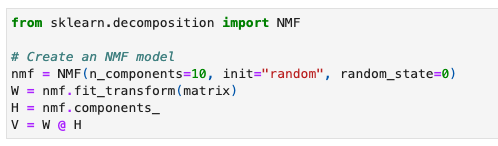 from sklearn.decomposition import NMF
# Create an NMF model
nmf = NMF(n_components=10, init="random", random_state=0)
W = nmf.fit_transform(matrix)
H = nmf.components_
V = W @ H